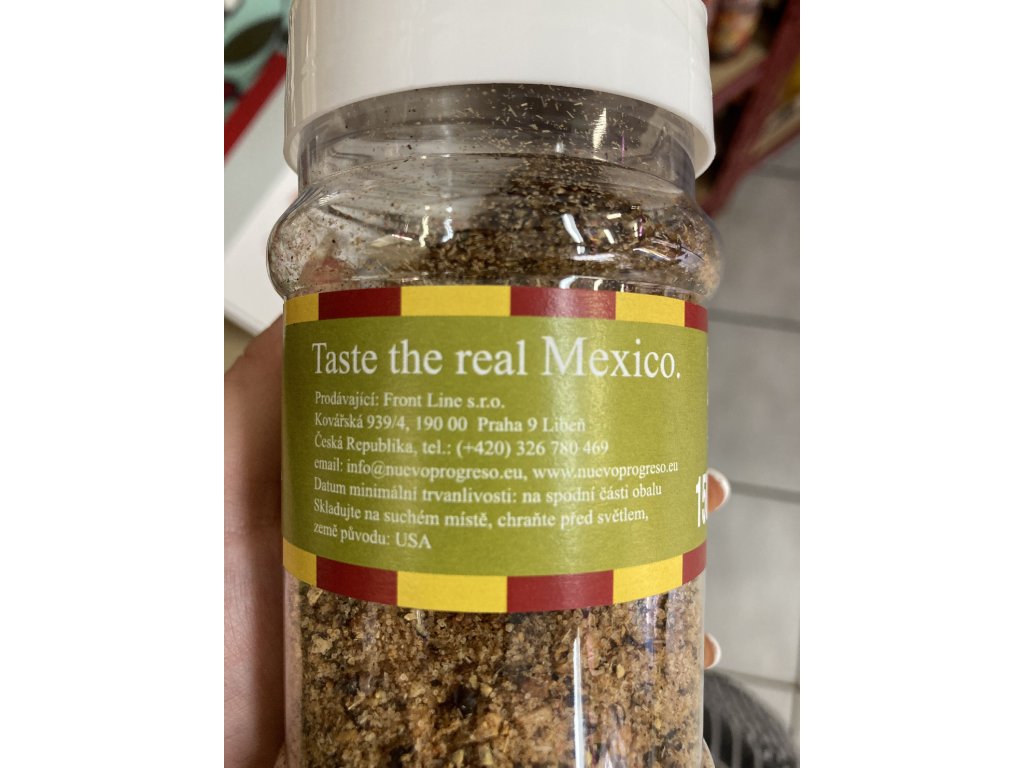 Taste the real Mexico.
Prodávající: Front Line s.r.o.
Kovářská 939/4, 190 00 Praha 9 Libeň
Česká Republika, tel.: (+420) 326 780 469
email: info@nuevoprogreso.eu, www.nuevoprogreso.eu
Datum minimální trvanlivosti: na spodní části obalu
Skladujte na suchém místě, chraňte před světlem,
země původu: USA